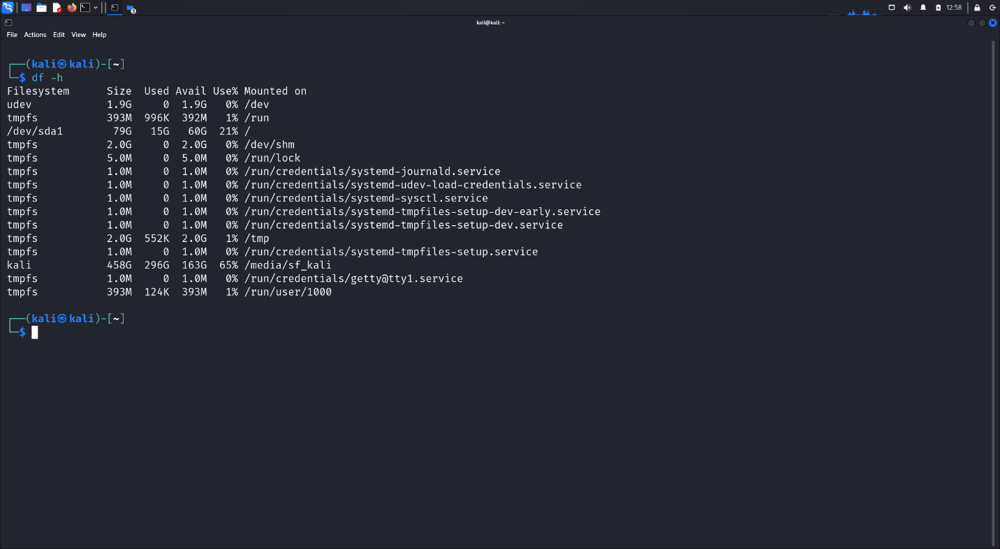 3
12:58
kali@kali: ~
File Actions Edit View Help
┌──(kali㉿kali)-[~]
└─$ df -h
Filesystem      Size  Used Avail Use% Mounted on
udev            1.9G     0  1.9G   0% /dev
tmpfs           393M  996K  392M   1% /run
/dev/sda1        79G   15G   60G  21% /
tmpfs           2.0G     0  2.0G   0% /dev/shm
tmpfs           5.0M     0  5.0M   0% /run/lock
tmpfs           1.0M     0  1.0M   0% /run/credentials/systemd-journald.service
tmpfs           1.0M     0  1.0M   0% /run/credentials/systemd-udev-load-credentials.service
tmpfs           1.0M     0  1.0M   0% /run/credentials/systemd-sysctl.service
tmpfs           1.0M     0  1.0M   0% /run/credentials/systemd-tmpfiles-setup-dev-early.service
tmpfs           1.0M     0  1.0M   0% /run/credentials/systemd-tmpfiles-setup-dev.service
tmpfs           2.0G  552K  2.0G   1% /tmp
tmpfs           1.0M     0  1.0M   0% /run/credentials/systemd-tmpfiles-setup.service
kali            458G  296G  163G  65% /media/sf_kali
tmpfs           1.0M     0  1.0M   0% /run/credentials/getty@tty1.service
tmpfs           393M  124K  393M   1% /run/user/1000
┌──(kali㉿kali)-[~]
└─$